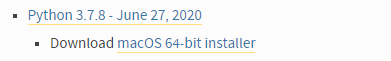 Python 3.7.8 - June 27, 2020
Download macOS 64-bit installer